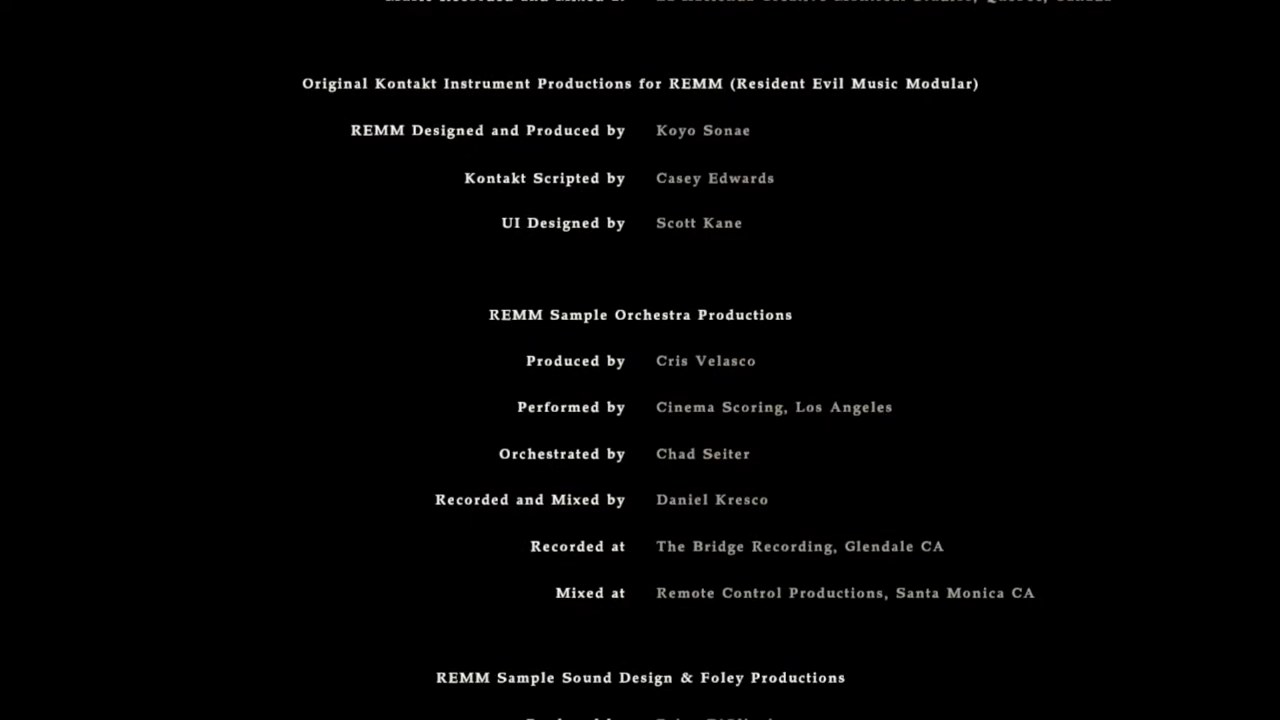 Original Kontakt Instrument Productions for REMM (Resident Evil Music Modular)
REMM Designed and Produced by Koyo Sonae
Kontakt Scripted by Casey Edwards
UI Designed by Scott Kane
REMM Sample Orchestra Productions
Produced by Cris Velasco
Performed by Cinema Scoring, Los Angeles
Orchestrated by Chad Seiter
Recorded and Mixed by Daniel Kresco
Recorded at The Bridge Recording, Glendale CA
Mixed at Remote Control Productions, Santa Monica CA
REMM Sample Sound Design & Foley Productions